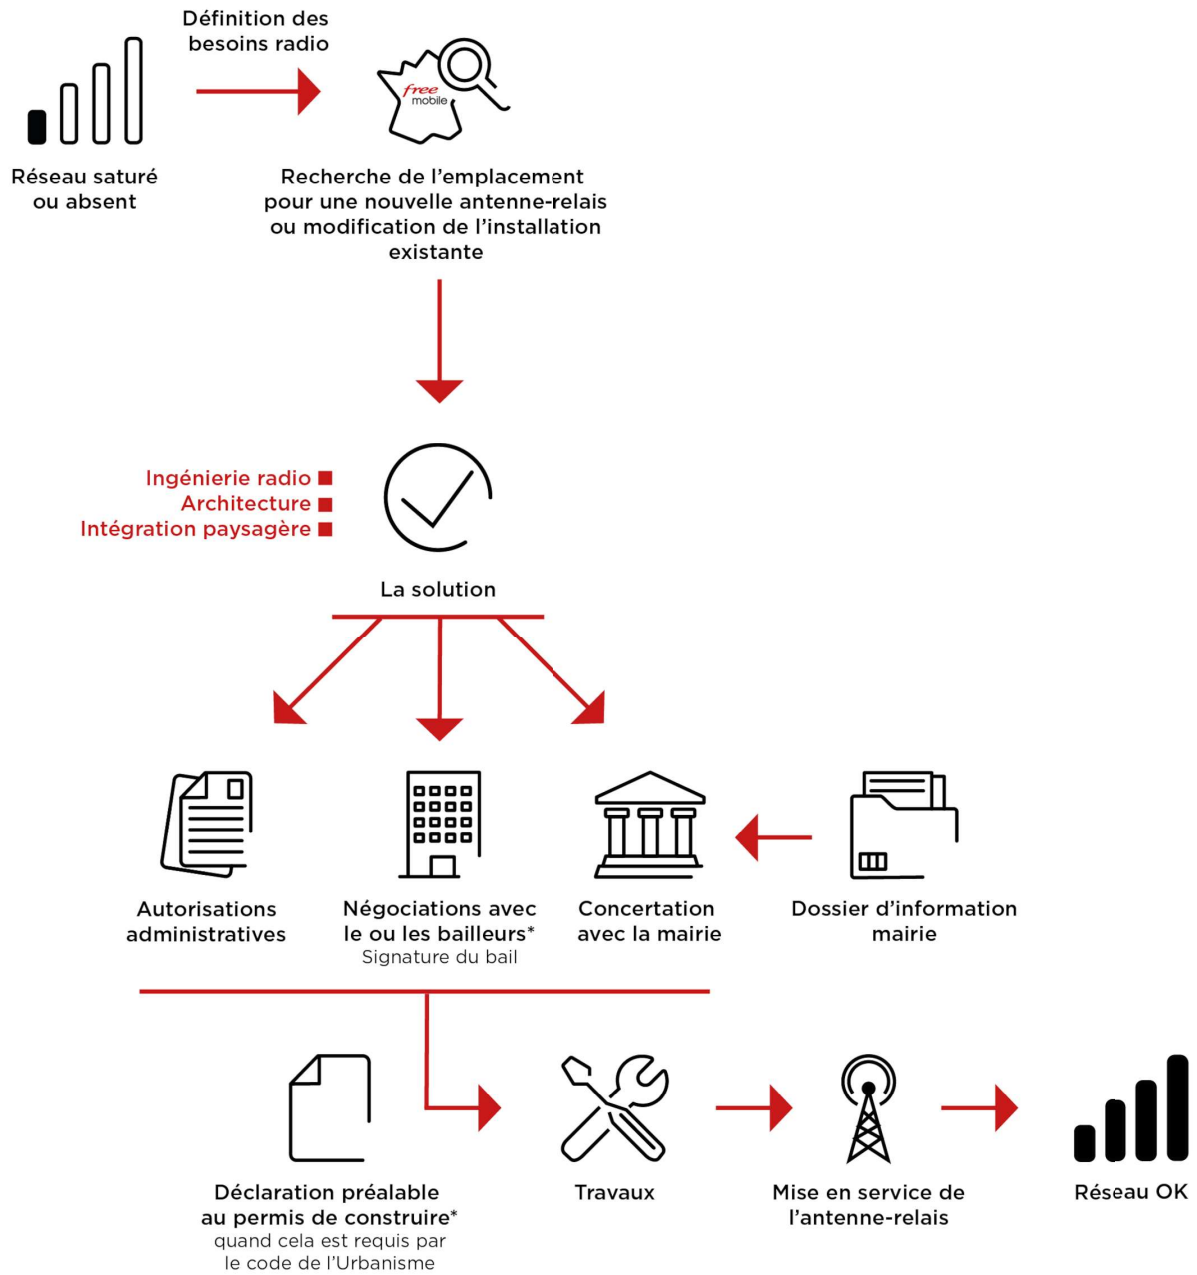 Définition des
besoins radio
free
mobile
Réseau saturé
ou absent
Recherche de l'emplacement
pour une nouvelle antenne-relais
ou modification de l'installation
existante
Ingénierie radio
Architecture
Intégration paysagère
La solution
Autorisations
administratives
Négociations avec
le ou les bailleurs*
Signature du bail
Concertation
avec la mairie
Dossier d'information
mairie
Déclaration préalable
au permis de construire*
quand cela est requis par
le code de l'Urbanisme
Travaux
Mise en service de
l'antenne-relais
Réseau OK